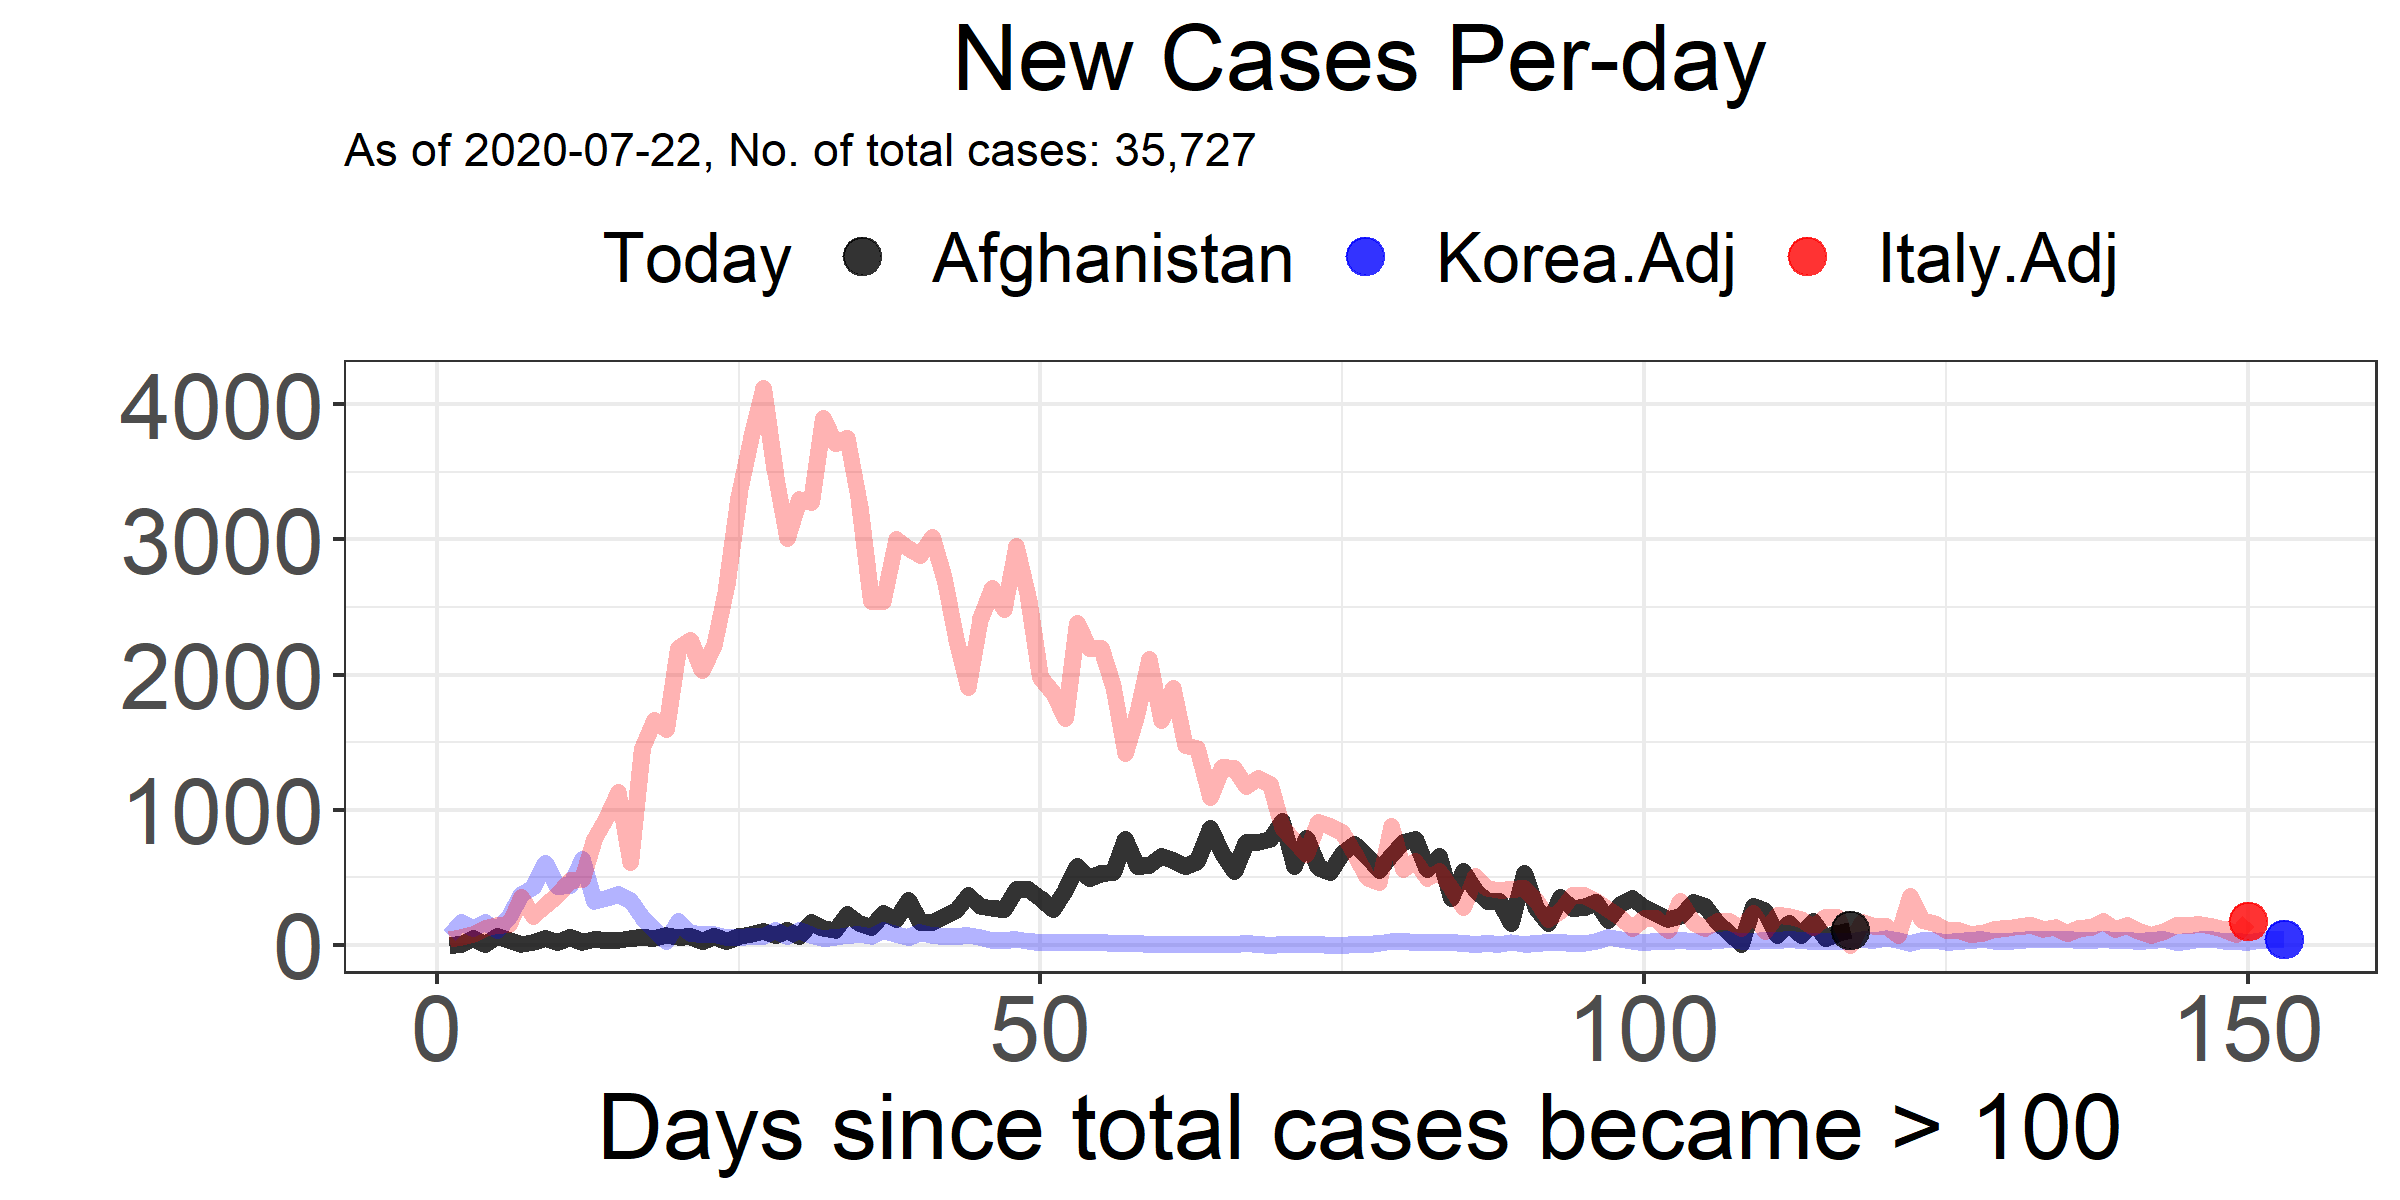 New Cases Per-day
As of 2020-07-22, No. of total cases: 35,727
Today Afghanistan Korea.Adj Italy.Adj
4000
3000
2000
1000
0
0 50 100 150
Days since total cases became > 100